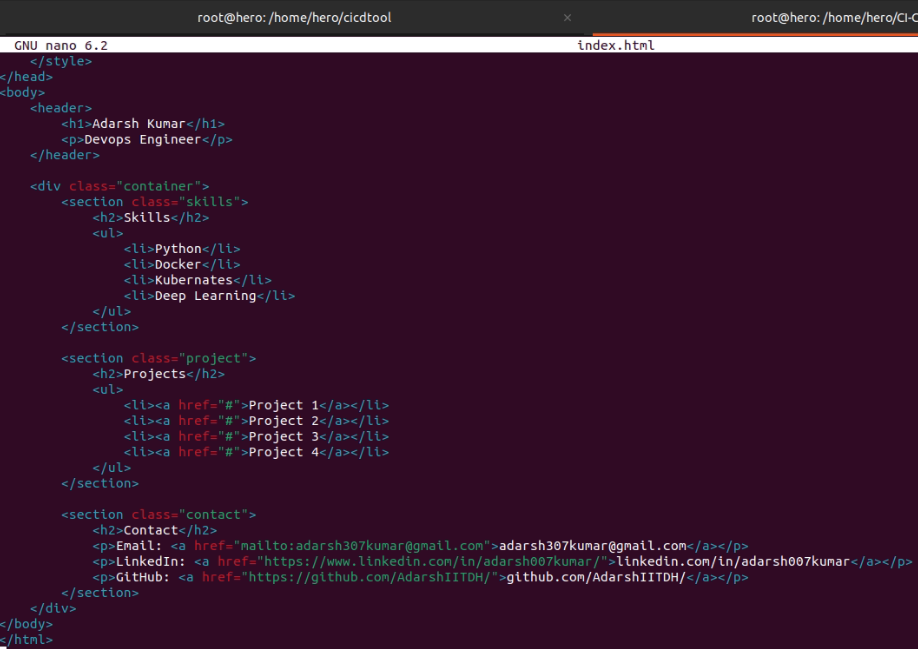 root@hero: /home/hero/cicdtool × root@hero: /home/hero/CI-C
GNU nano 6.2 index.html
    </style>
</head>
<body>
    <header>
        <h1>Adarsh Kumar</h1>
        <p>Devops Engineer</p>
    </header>

    <div class="container">
        <section class="skills">
            <h2>Skills</h2>
            <ul>
                <li>Python</li>
                <li>Docker</li>
                <li>Kubernates</li>
                <li>Deep Learning</li>
            </ul>
        </section>

        <section class="project">
            <h2>Projects</h2>
            <ul>
                <li><a href="#">Project 1</a></li>
                <li><a href="#">Project 2</a></li>
                <li><a href="#">Project 3</a></li>
                <li><a href="#">Project 4</a></li>
            </ul>
        </section>

        <section class="contact">
            <h2>Contact</h2>
            <p>Email: <a href="mailto:adarsh307kumar@gmail.com">adarsh307kumar@gmail.com</a></p>
            <p>LinkedIn: <a href="https://www.linkedin.com/in/adarsh007kumar/">linkedin.com/in/adarsh007kumar</a></p>
            <p>GitHub: <a href="https://github.com/AdarshIITDH/">github.com/AdarshIITDH/</a></p>
        </section>
    </div>
</body>
</html>